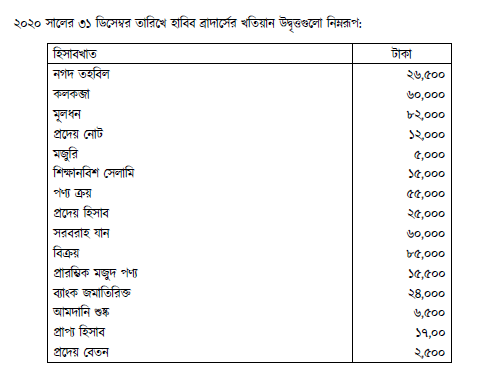 ২০২০ সালের ৩১ ডিসেম্বর তারিখে হাবিব ব্রাদার্সের খতিয়ান উদ্বৃত্তগুলো নিম্নরূপ:
হিসাবখাত টাকা
নগদ তহবিল ২৬,৫০০
কলকব্জা ৬০,০০০
মূলধন ৮২,০০০
প্রদেয় নোট ১২,০০০
মজুরি ৫,০০০
শিক্ষানবিশ সেলামি ১৫,০০০
পণ্য ক্রয় ৫৫,০০০
প্রদেয় হিসাব ২৫,০০০
সরবরাহ যান ৬০,০০০
বিক্রয় ৮৫,০০০
প্রারম্ভিক মজুদ পণ্য ১৫,৫০০
ব্যাংক জমাতিরিক্ত ২৪,০০০
আমদানি শুল্ক ৬,৫০০
প্রাপ্য হিসাব ১৭,০০
প্রদেয় বেতন ২,৫০০